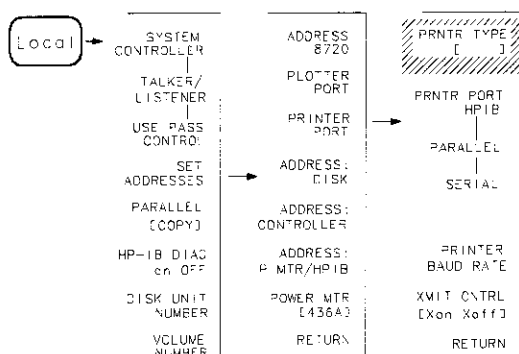 Local
SYSTEM
CONTROLLER
TALKER/
LISTENER
USE PASS
CONTROL
SET
ADDRESSES
PARALLEL
[COPY]
HP-IB DIAG
on OFF
DISK UNIT
NUMBER
VOLUME
NUMBER
ADDRESS
8720
PLOTTER
PORT
PRINTER
PORT
ADDRESS:
DISK
ADDRESS:
CONTROLLER
ADDRESS:
P MTR/HPIB
POWER MTR
[436A]
RETURN
PRNTR TYPE
[ ]
PRNTR PORT
HPIB
PARALLEL
SERIAL
PRINTER
BAUD RATE
XMIT CNTRL
[Xon Xoff]
RETURN